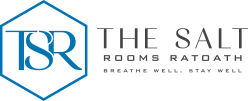 TSR
THE SALT
ROOMS RATOATH
BREATHE WELL, STAY WELL